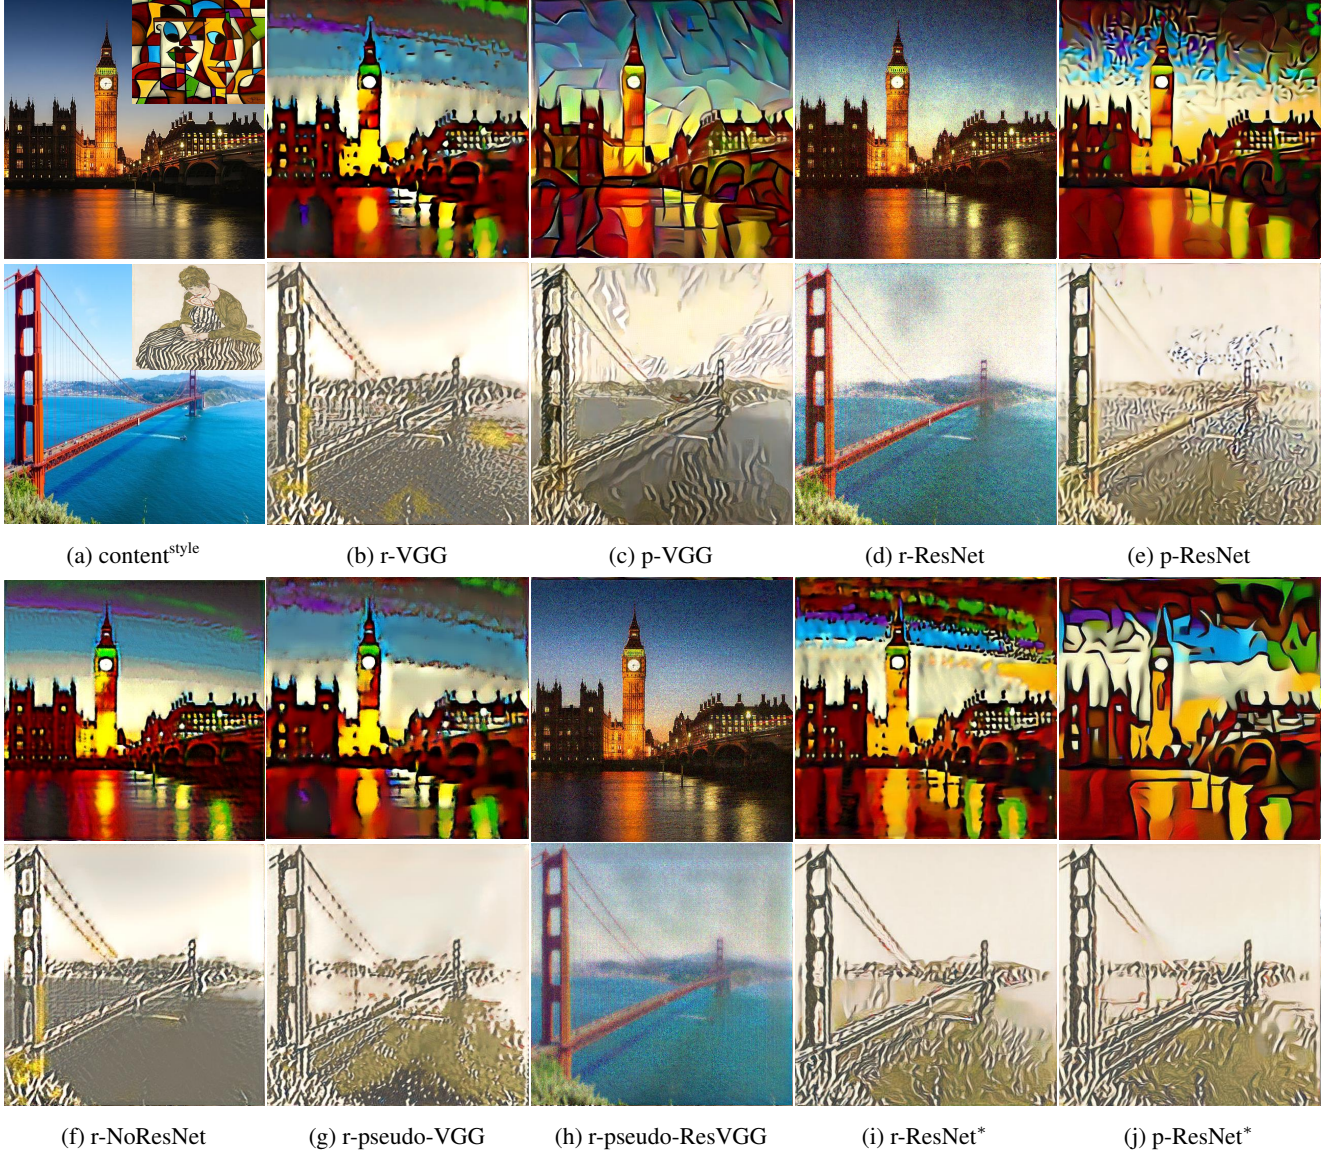 (a) content^style
(b) r-VGG
(c) p-VGG
(d) r-ResNet
(e) p-ResNet
(f) r-NoResNet
(g) r-pseudo-VGG
(h) r-pseudo-ResVGG
(i) r-ResNet*
(j) p-ResNet*